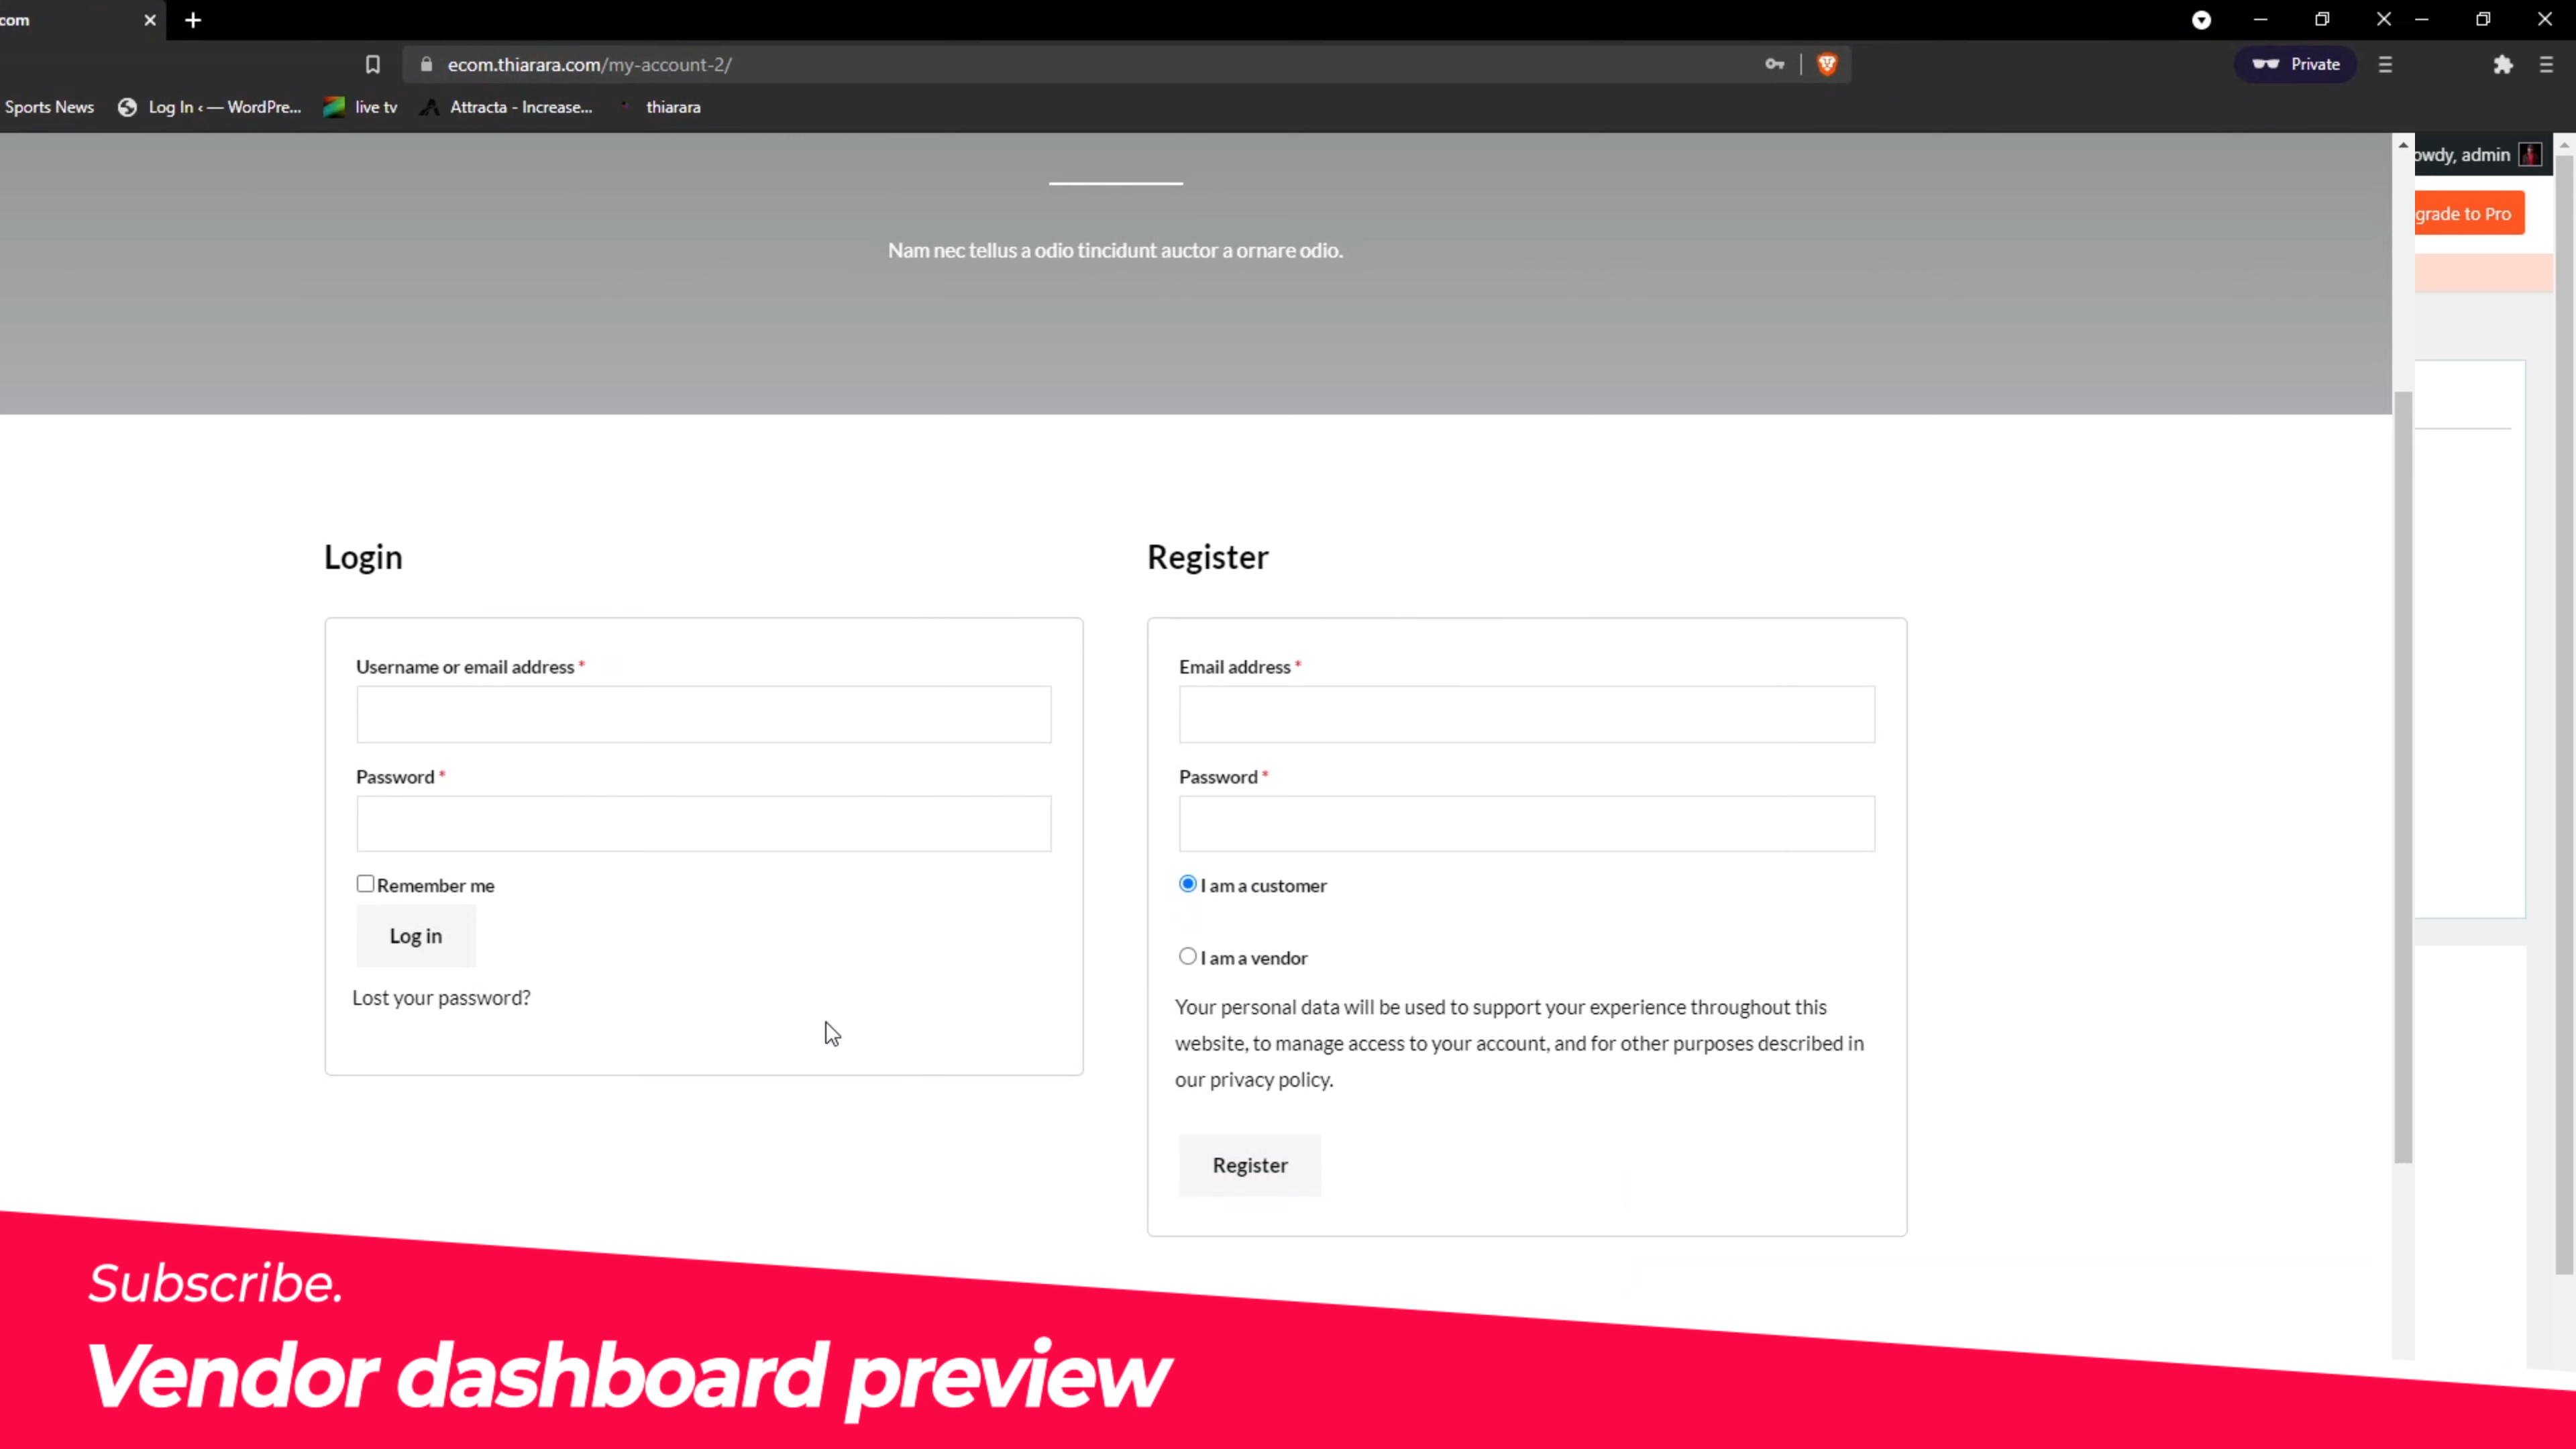 com
ecom.thiarara.com/my-account-2/
Private
Sports News
Log In ‹ — WordPre...
live tv
Attracta - Increase...
thiarara
owdy, admin
grade to Pro
Nam nec tellus a odio tincidunt auctor a ornare odio.
Login
Username or email address *
Password *
Remember me
Log in
Lost your password?
Register
Email address *
Password *
I am a customer
I am a vendor
Your personal data will be used to support your experience throughout this
website, to manage access to your account, and for other purposes described in
our privacy policy.
Register
Subscribe.
Vendor dashboard preview